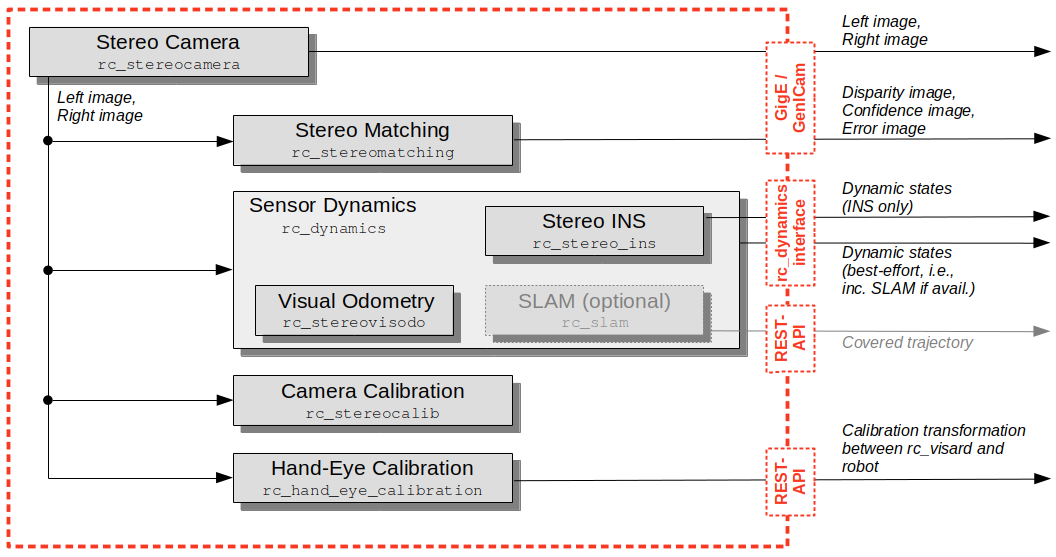 Stereo Camera
rc_stereocamera
Left image,
Right image
Left image,
Right image
GigE /
GenICam
Stereo Matching
rc_stereomatching
Disparity image,
Confidence image,
Error image
Sensor Dynamics
rc_dynamics
Stereo INS
rc_stereo_ins
rc_dynamics
interface
Dynamic states
(INS only)
Dynamic states
(best-effort, i.e.,
inc. SLAM if avail.)
Visual Odometry
rc_stereovisodo
SLAM (optional)
rc_slam
REST-
API
Covered trajectory
Camera Calibration
rc_stereocalib
Hand-Eye Calibration
rc_hand_eye_calibration
REST-
API
Calibration transformation
between rc_visard and
robot